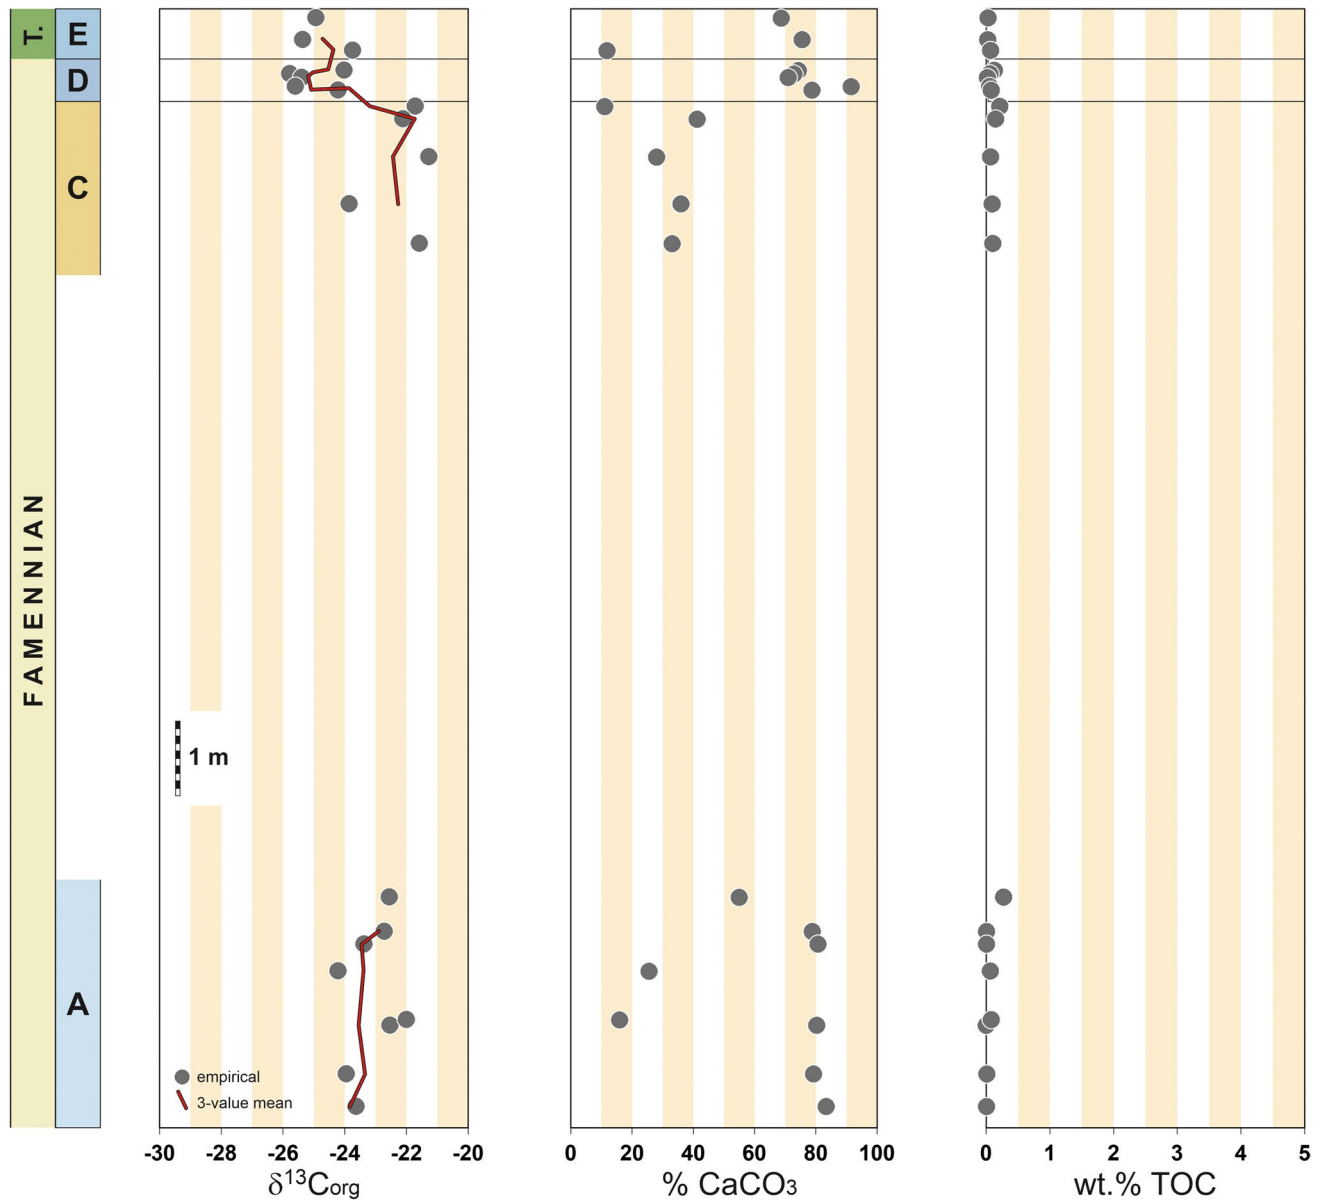 T.
E
D
C
FAMENNIAN
1 m
A
empirical
3-value mean
-30 -28 -26 -24 -22 -20
0 20 40 60 80 100
0 1 2 3 4 5
δ¹³Corg
% CaCO₃
wt.% TOC